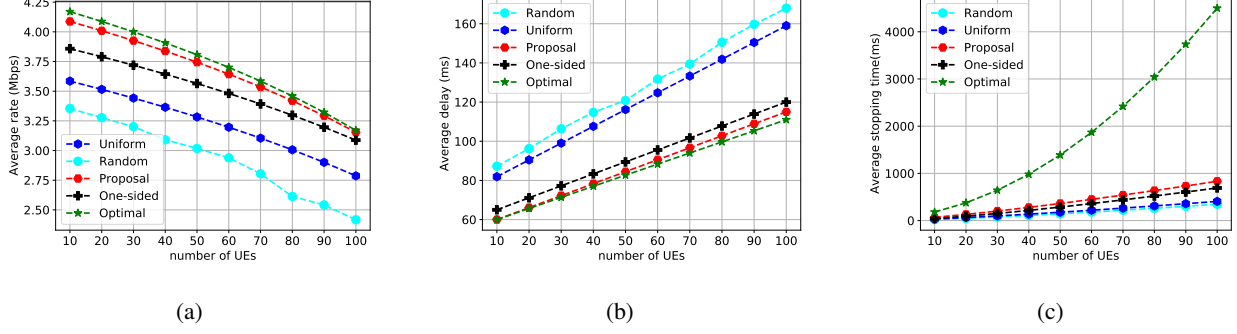 4.25
4.00
3.75
3.50
3.25
3.00
2.75
2.50
Average rate (Mbpp)
Uniform
Random
Proposal
One-sided
Optimal
10 20 30 40 50 60 70 80 90 100
number of UEs
(a)
160
140
120
100
80
60
Average delay (ms)
Random
Uniform
Proposal
One-sided
Optimal
10 20 30 40 50 60 70 80 90 100
number of UEs
(b)
4000
3000
2000
1000
0
Average stopping time(ms)
Random
Uniform
Proposal
One-sided
Optimal
10 20 30 40 50 60 70 80 90 100
number of UEs
(c)